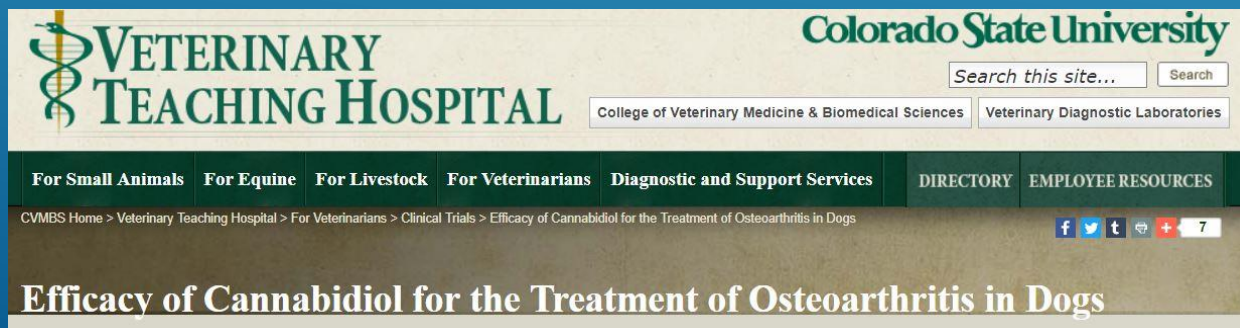 VETERINARY
TEACHING HOSPITAL
Colorado State University
Search this site...
Search
College of Veterinary Medicine & Biomedical Sciences
Veterinary Diagnostic Laboratories
For Small Animals
For Equine
For Livestock
For Veterinarians
Diagnostic and Support Services
DIRECTORY
EMPLOYEE RESOURCES
CVMBS Home > Veterinary Teaching Hospital > For Veterinarians > Clinical Trials > Efficacy of Cannabidiol for the Treatment of Osteoarthritis in Dogs
f
t
+
7
Efficacy of Cannabidiol for the Treatment of Osteoarthritis in Dogs